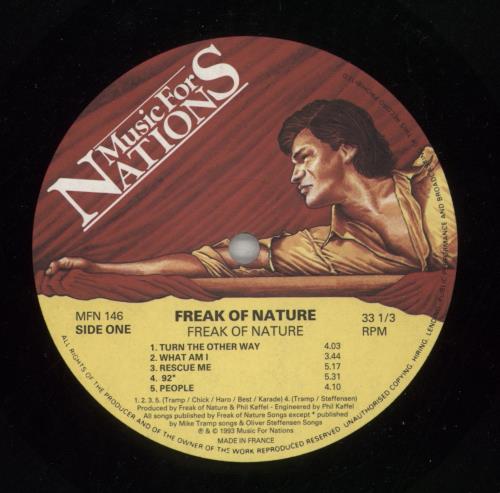 Music For
NATIONS
MFN 146
SIDE ONE
FREAK OF NATURE
FREAK OF NATURE
33 1/3
RPM
1. TURN THE OTHER WAY 4.03
2. WHAT AM I 3.44
3. RESCUE ME 5.17
4. 92* 5.31
5. PEOPLE 4.10
1. 2. 3. 5. (Tramp / Chick / Haro / Best / Karade) 4. (Tramp / Steffensen)
Produced by Freak of Nature & Phil Kaffel - Engineered by Phil Kaffel
All songs published by Freak of Nature Songs except * published
by Mike Tramp songs & Oliver Steffensen Songs
℗ & © 1993 Music For Nations
MADE IN FRANCE
ALL RIGHTS OF THE PRODUCER AND OF THE OWNER OF THE WORK REPRODUCED RESERVED. UNAUTHORISED COPYING, HIRING, LENDING, PUBLIC PERFORMANCE AND BROADCASTING